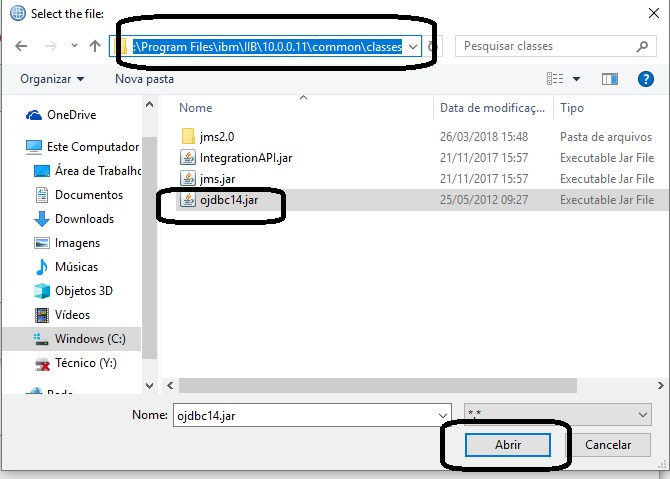 Select the file:
:\Program Files\ibm\IIB\10.0.0.11\common\classes
Pesquisar classes
Organizar
Nova pasta
Nome
Data de modificaç...
Tipo
OneDrive
Este Computador
Área de Trabalho
Documentos
Downloads
Imagens
Músicas
Objetos 3D
Vídeos
Windows (C:)
Técnico (Y:)
Rede
jms2.0 26/03/2018 15:48 Pasta de arquivos
IntegrationAPI.jar 21/11/2017 15:57 Executable Jar File
jms.jar 21/11/2017 15:57 Executable Jar File
ojdbc14.jar 25/05/2012 09:27 Executable Jar File
Nome: ojdbc14.jar
*.*
Abrir
Cancelar